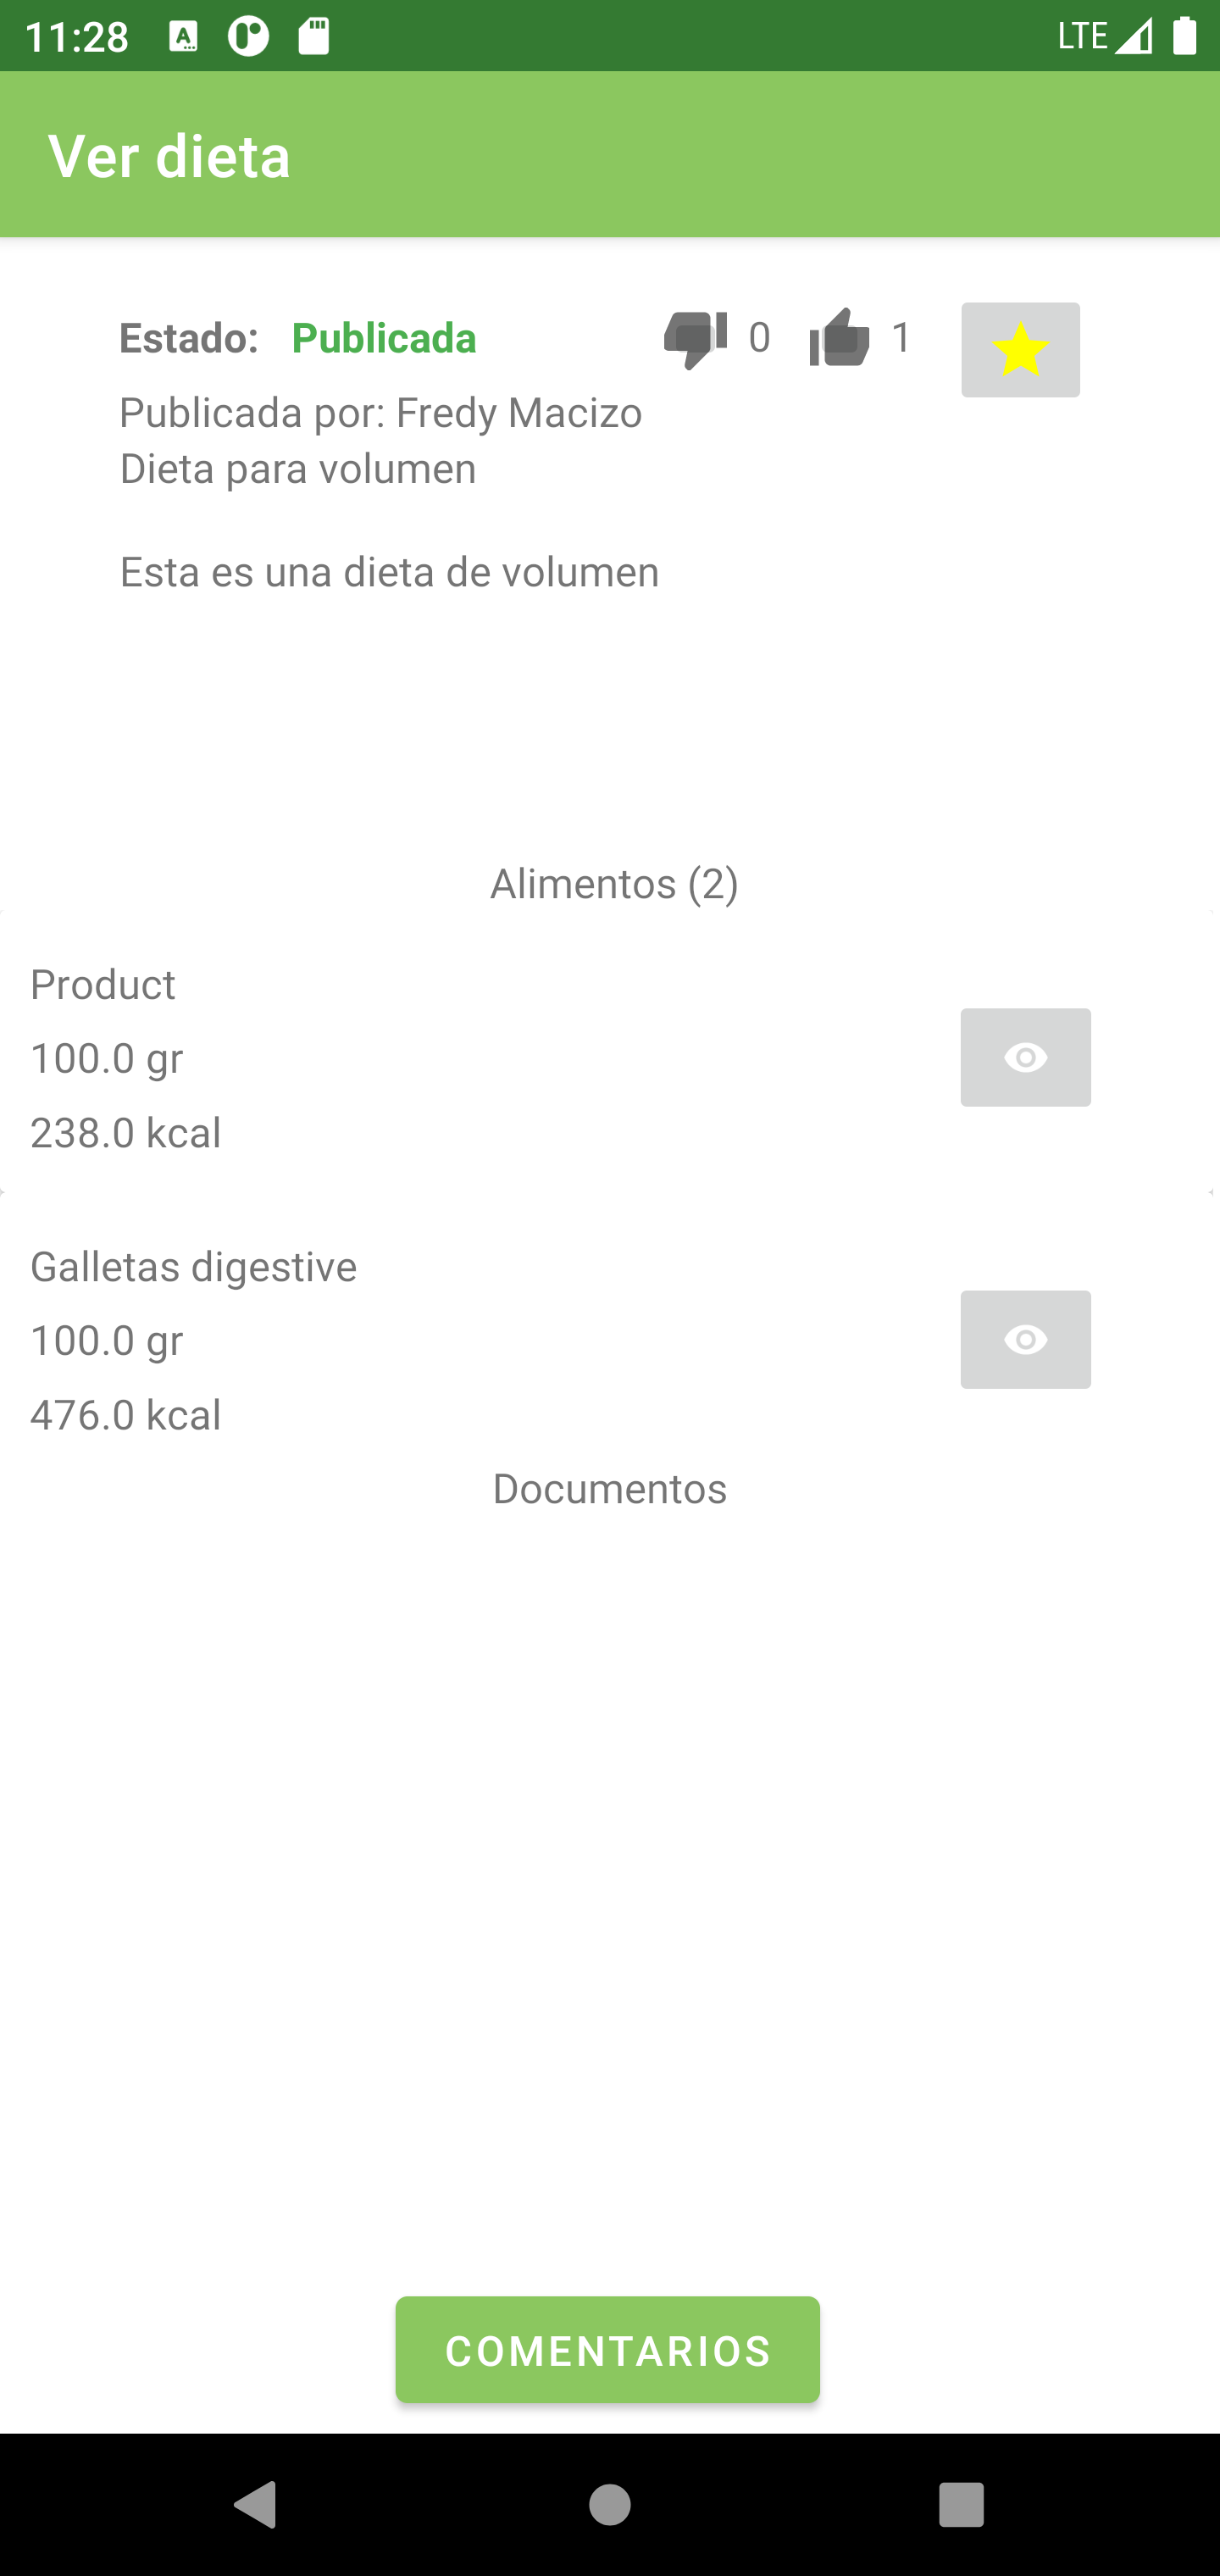 11:28 LTE
Ver dieta
Estado: Publicada 0 1
Publicada por: Fredy Macizo
Dieta para volumen
Esta es una dieta de volumen
Alimentos (2)
Product
100.0 gr
238.0 kcal
Galletas digestive
100.0 gr
476.0 kcal
Documentos
COMENTARIOS